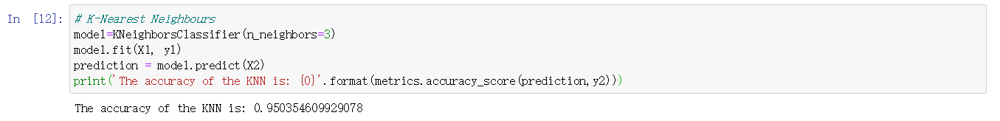 In [12]: # K-Nearest Neighbours
model=KNeighborsClassifier(n_neighbors=3)
model.fit(X1, y1)
prediction = model.predict(X2)
print('The accuracy of the KNN is: {0}'.format(metrics.accuracy_score(prediction,y2)))
The accuracy of the KNN is: 0.950354609929078